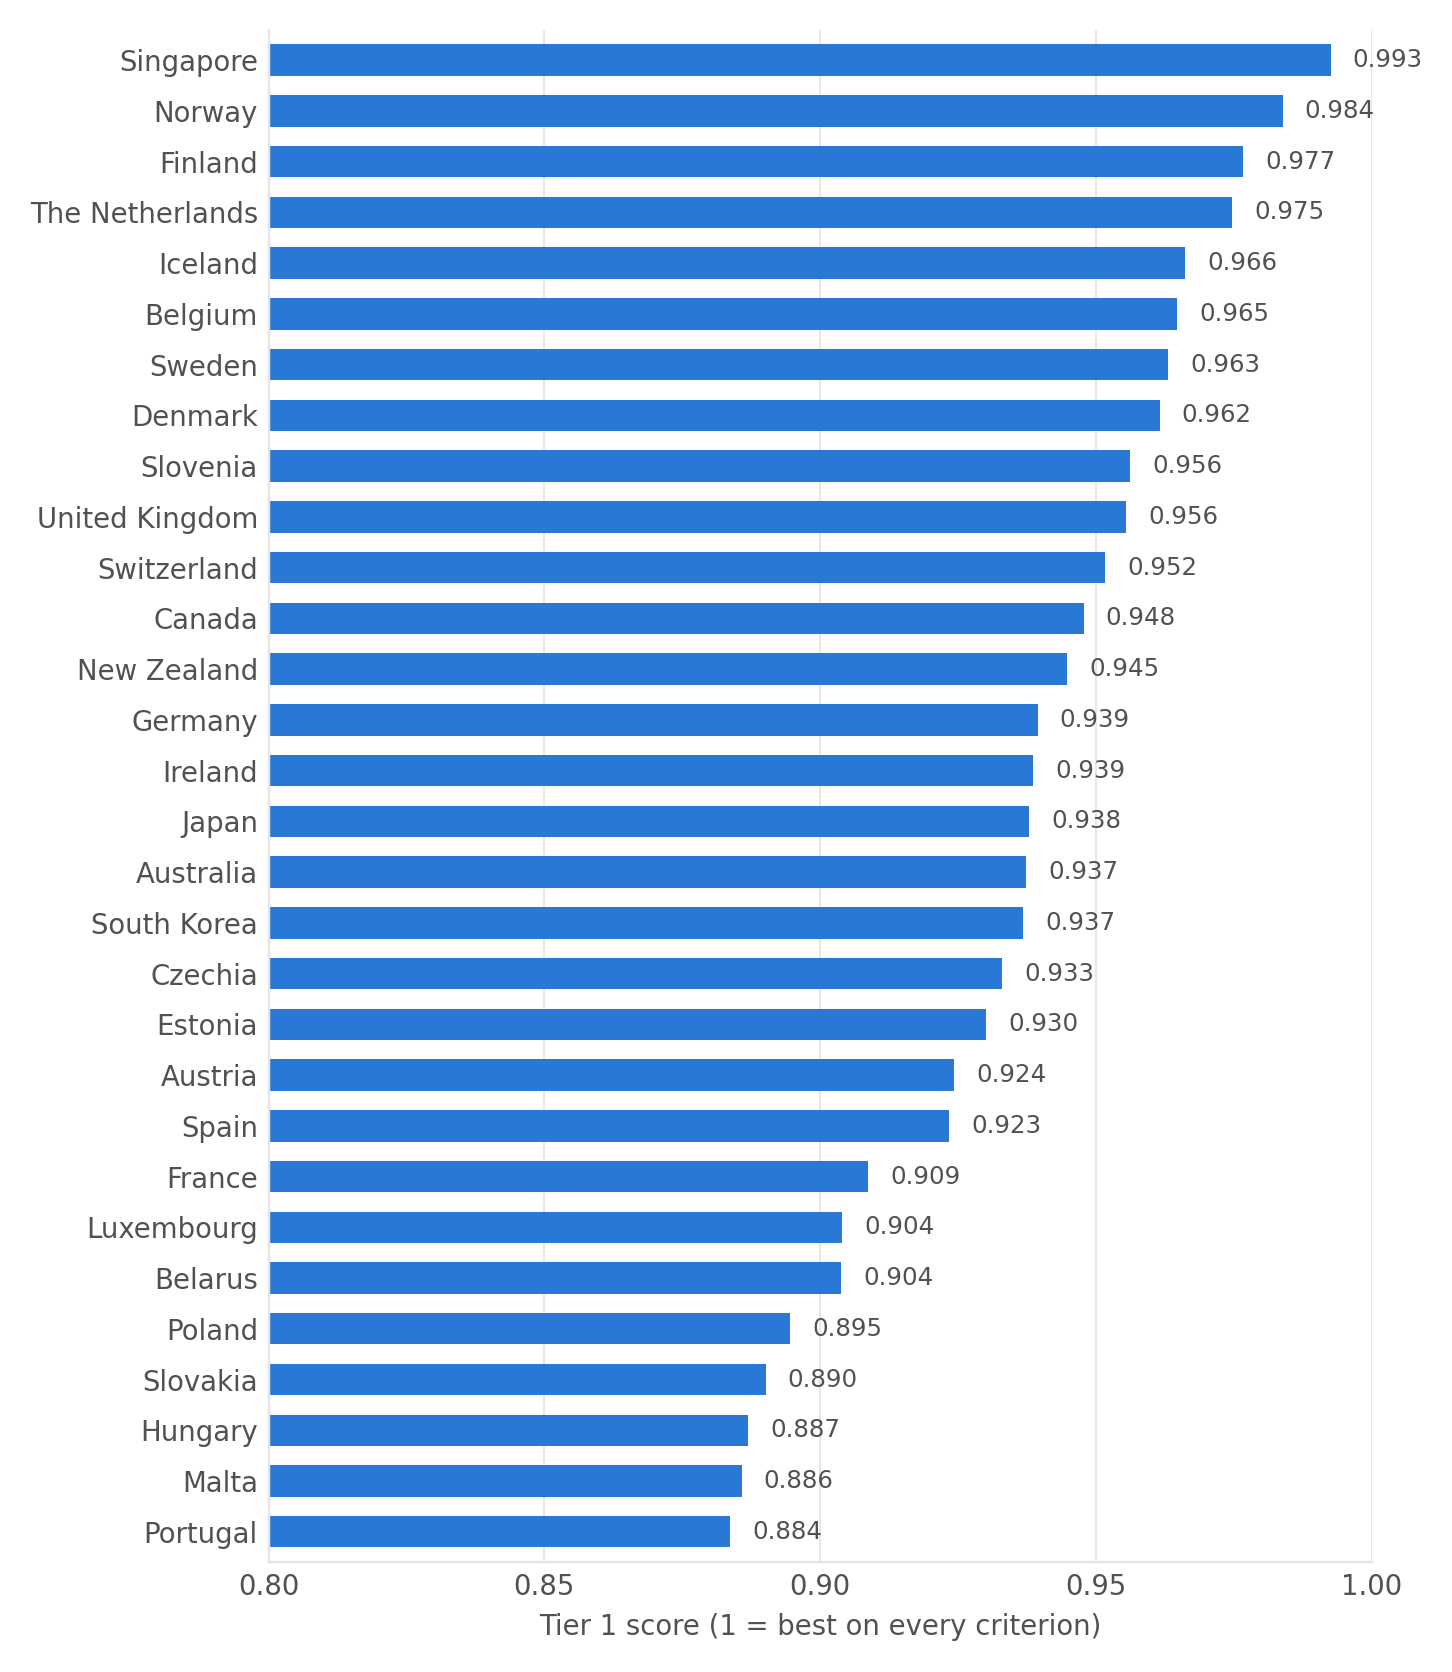 Singapore 0.993
Norway 0.984
Finland 0.977
The Netherlands 0.975
Iceland 0.966
Belgium 0.965
Sweden 0.963
Denmark 0.962
Slovenia 0.956
United Kingdom 0.956
Switzerland 0.952
Canada 0.948
New Zealand 0.945
Germany 0.939
Ireland 0.939
Japan 0.938
Australia 0.937
South Korea 0.937
Czechia 0.933
Estonia 0.930
Austria 0.924
Spain 0.923
France 0.909
Luxembourg 0.904
Belarus 0.904
Poland 0.895
Slovakia 0.890
Hungary 0.887
Malta 0.886
Portugal 0.884
0.80 0.85 0.90 0.95 1.00
Tier 1 score (1 = best on every criterion)